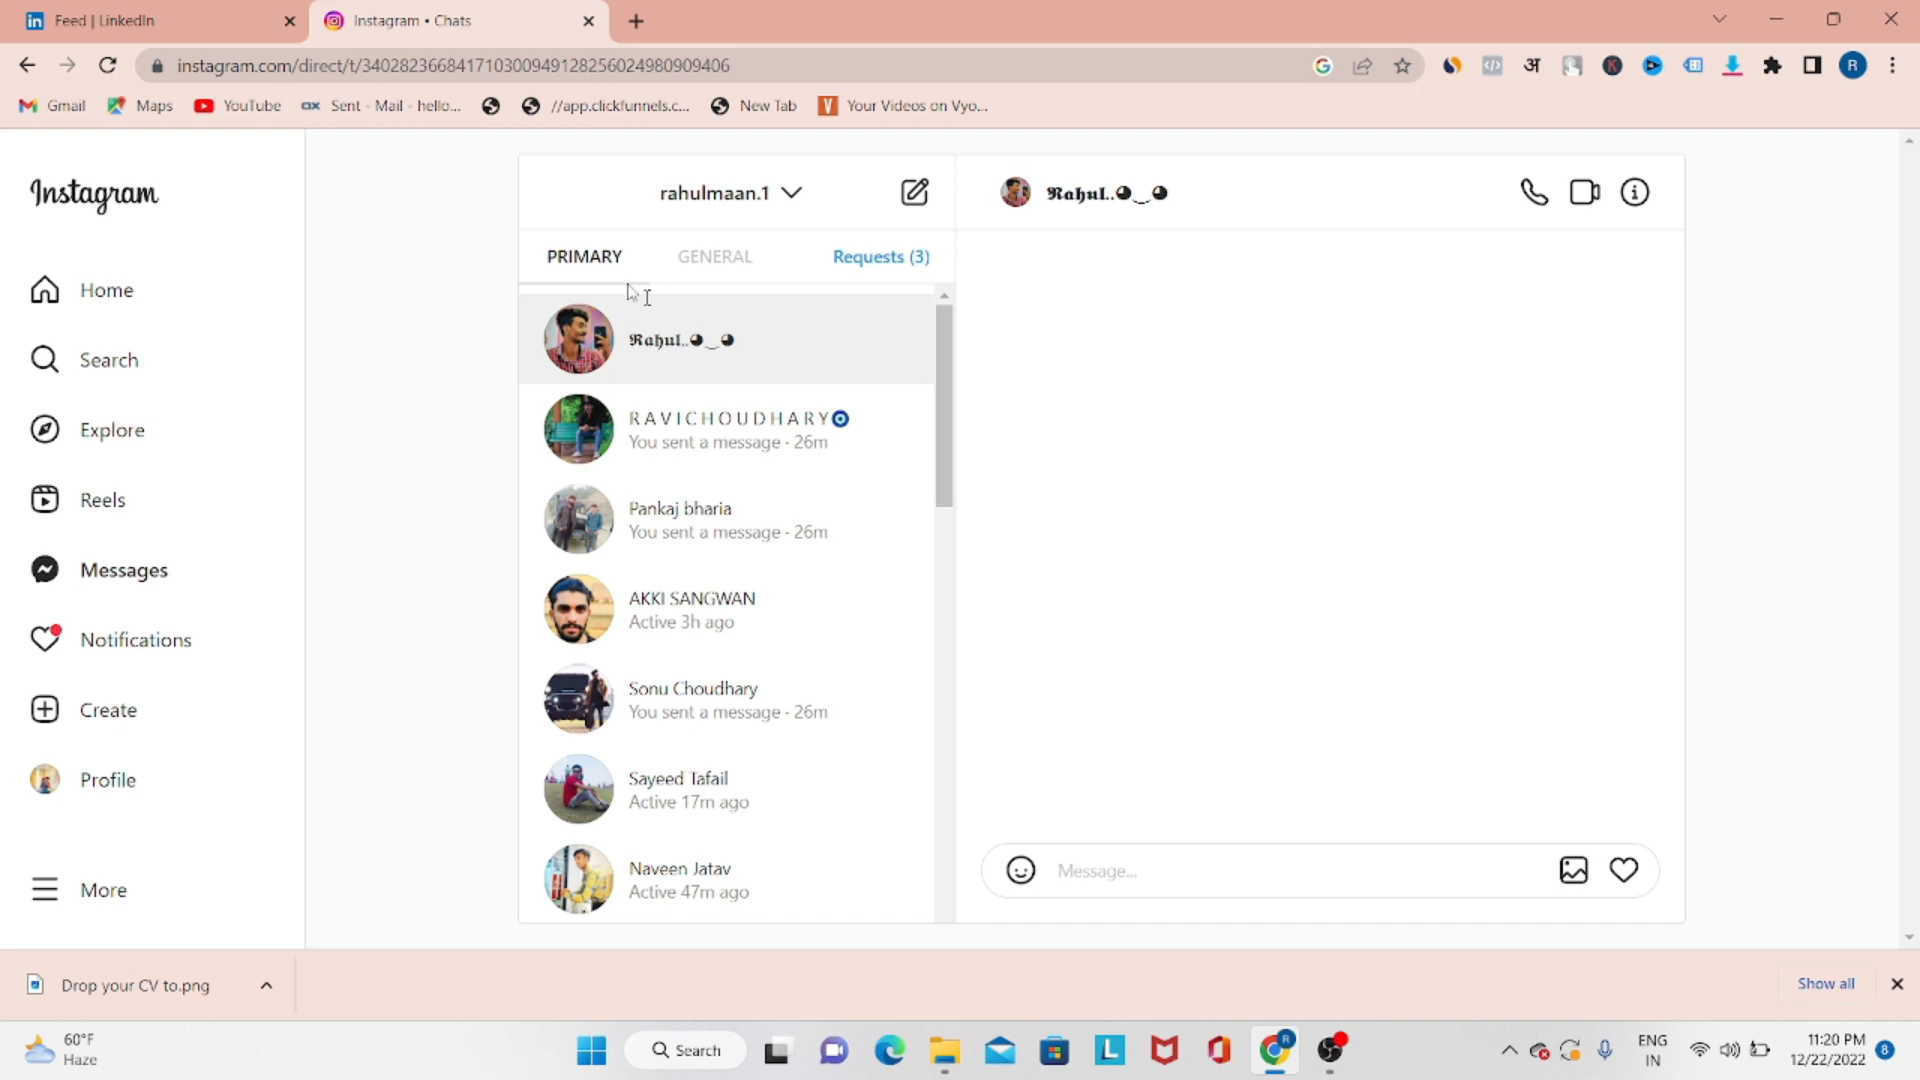 Feed | LinkedIn
Instagram • Chats
instagram.com/direct/t/340282366841710300949128256024980909406
अ
K
R
Gmail
Maps
YouTube
ox Sent - Mail - hello...
//app.clickfunnels.c...
New Tab
V Your Videos on Vyo...
Instagram
rahulmaan.1
𝕽𝖆𝖍𝖚𝖑..◕‿◕
PRIMARY
GENERAL
Requests (3)
Home
Search
Explore
Reels
Messages
Notifications
Create
Profile
More
𝕽𝖆𝖍𝖚𝖑..◕‿◕
R A V I C H O U D H A R Y🧿
You sent a message · 26m
Pankaj bharia
You sent a message · 26m
AKKI SANGWAN
Active 3h ago
Sonu Choudhary
You sent a message · 26m
Sayeed Tafail
Active 17m ago
Naveen Jatav
Active 47m ago
Message...
Drop your CV to.png
Show all
60°F
Haze
Search
L
R
ENG
IN
11:20 PM
12/22/2022
8